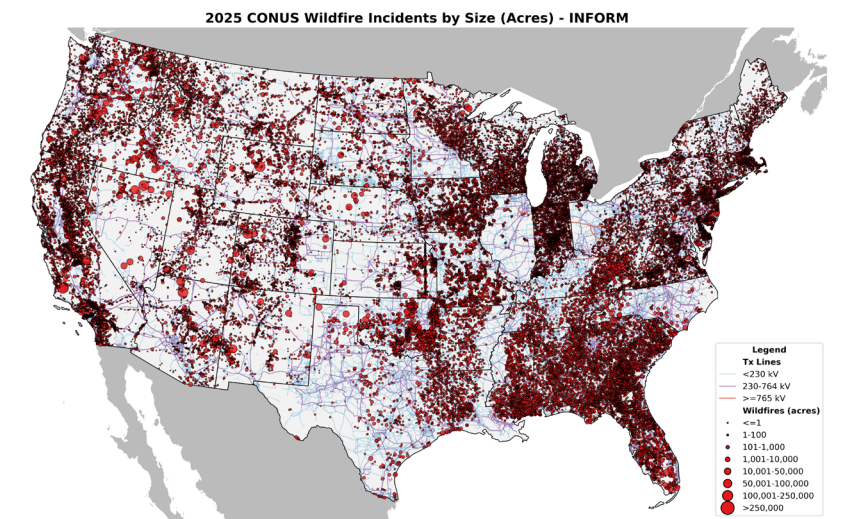 2025 CONUS Wildfire Incidents by Size (Acres) - INFORM
Legend
Tx Lines
<230 kV
230-764 kV
>=765 kV
Wildfires (acres)
<=1
1-100
101-1,000
1,001-10,000
10,001-50,000
50,001-100,000
100,001-250,000
>250,000